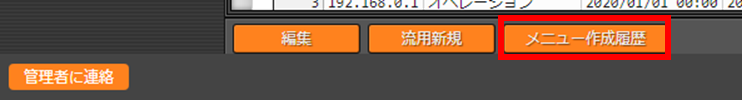 3 192.168.0.1 オペレーション 2020/01/01 00:00 20
編集 流用新規 メニュー作成履歴
管理者に連絡